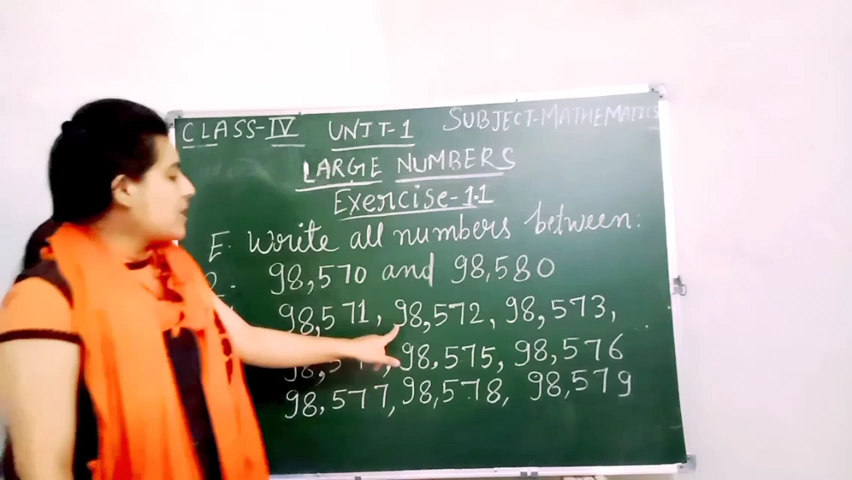 CLASS-IV UNIT-1 SUBJECT-MATHEMATICS
LARGE NUMBERS
Exercise-1.1
E. Write all numbers between:
2. 98,570 and 98,580
98,571, 98,572, 98,573,
98,575, 98,576
98,577, 98,578, 98,579